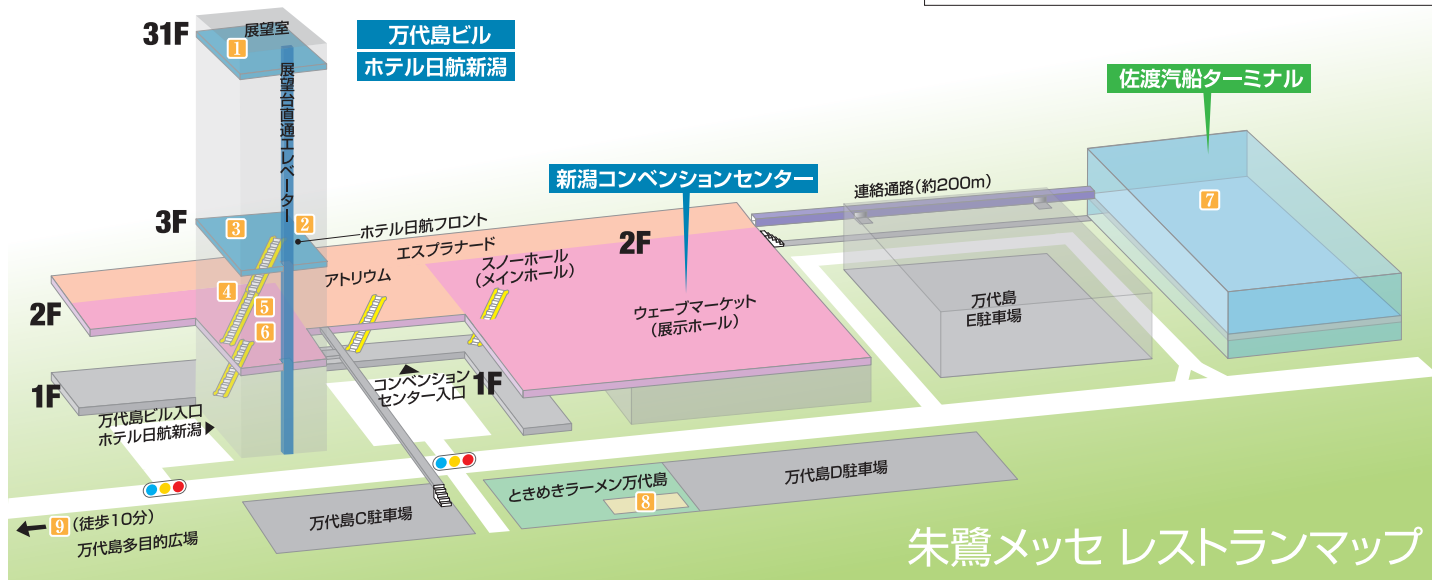 31F
展望室
1
万代島ビル
ホテル日航新潟
展望台直通エレベーター
佐渡汽船ターミナル
7
新潟コンベンションセンター
連絡通路(約200m)
3F
3
2
ホテル日航フロント
エスプラナード
アトリウム
スノーホール
(メインホール)
2F
ウェーブマーケット
(展示ホール)
万代島
E駐車場
2F
4
5
6
1F
コンベンション
センター入口
1F
万代島ビル入口
ホテル日航新潟
ときめきラーメン万代島
8
万代島D駐車場
万代島C駐車場
9
(徒歩10分)
万代島多目的広場
朱鷺メッセ レストランマップ